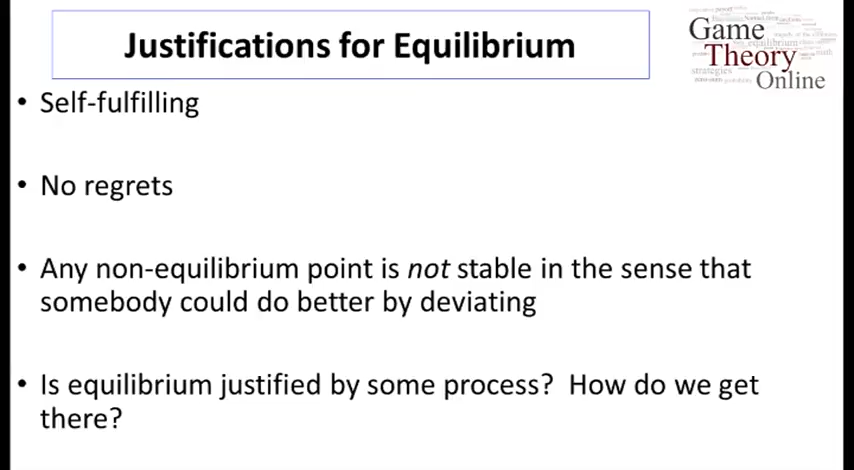 Justifications for Equilibrium
Game
Theory
Online
• Self-fulfilling
• No regrets
• Any non-equilibrium point is not stable in the sense that
somebody could do better by deviating
• Is equilibrium justified by some process?  How do we get
there?